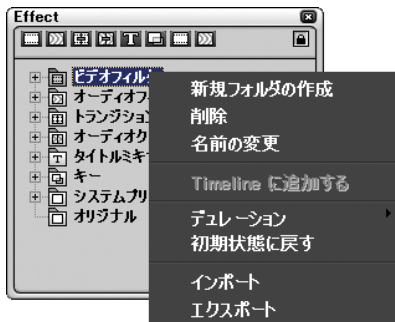 Effect
ビデオフィルタ
オーディオフ
トランジション
オーディオク
T タイトルミキ
キー
システムプリ
オリジナル
新規フォルダの作成
削除
名前の変更
Timeline に追加する
デュレーション
初期状態に戻す
インポート
エクスポート